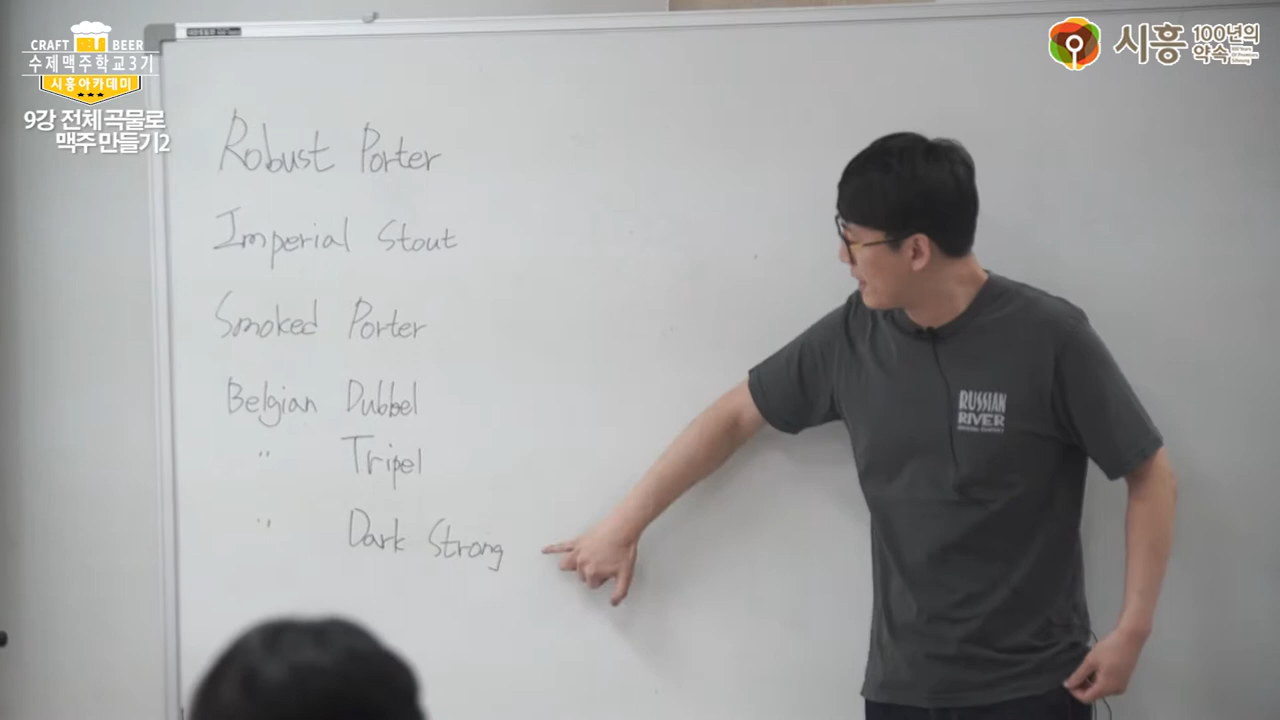 CRAFT BEER
수제맥주학교3기
시흥아카데미
9강 전체 곡물로
맥주 만들기2
시흥 100년의
약속
Robust Porter
Imperial Stout
Smoked Porter
Belgian Dubbel
" Tripel
" Dark Strong
RUSSIAN
RIVER